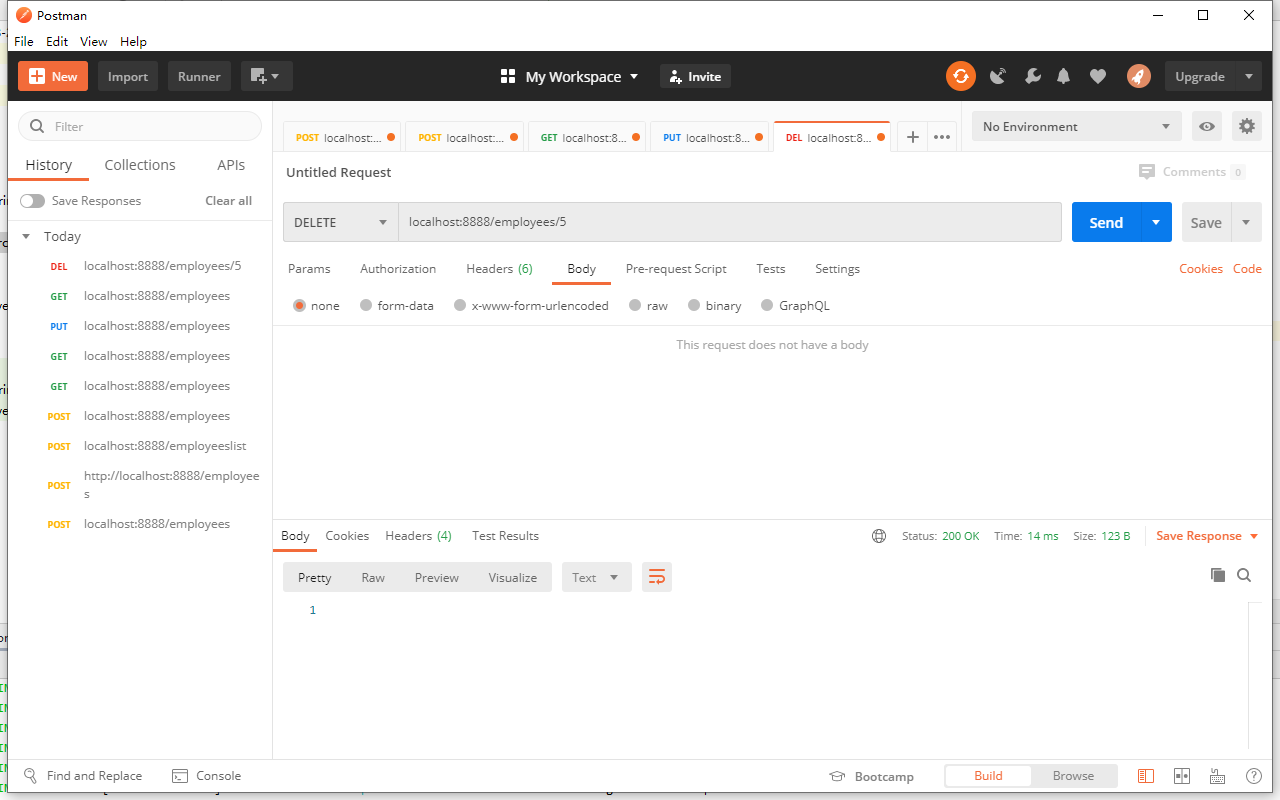 Postman
File Edit View Help
New Import Runner My Workspace Invite Upgrade
Filter
History Collections APIs
Save Responses Clear all
Today
DEL localhost:8888/employees/5
GET localhost:8888/employees
PUT localhost:8888/employees
GET localhost:8888/employees
GET localhost:8888/employees
POST localhost:8888/employees
POST localhost:8888/employeeslist
POST http://localhost:8888/employee
s
POST localhost:8888/employees
POST localhost:... POST localhost:... GET localhost:8... PUT localhost:8... DEL localhost:8... No Environment
Untitled Request Comments 0
DELETE localhost:8888/employees/5 Send Save
Params Authorization Headers (6) Body Pre-request Script Tests Settings Cookies Code
none form-data x-www-form-urlencoded raw binary GraphQL
This request does not have a body
Body Cookies Headers (4) Test Results Status: 200 OK Time: 14 ms Size: 123 B Save Response
Pretty Raw Preview Visualize Text
1
Find and Replace Console Bootcamp Build Browse